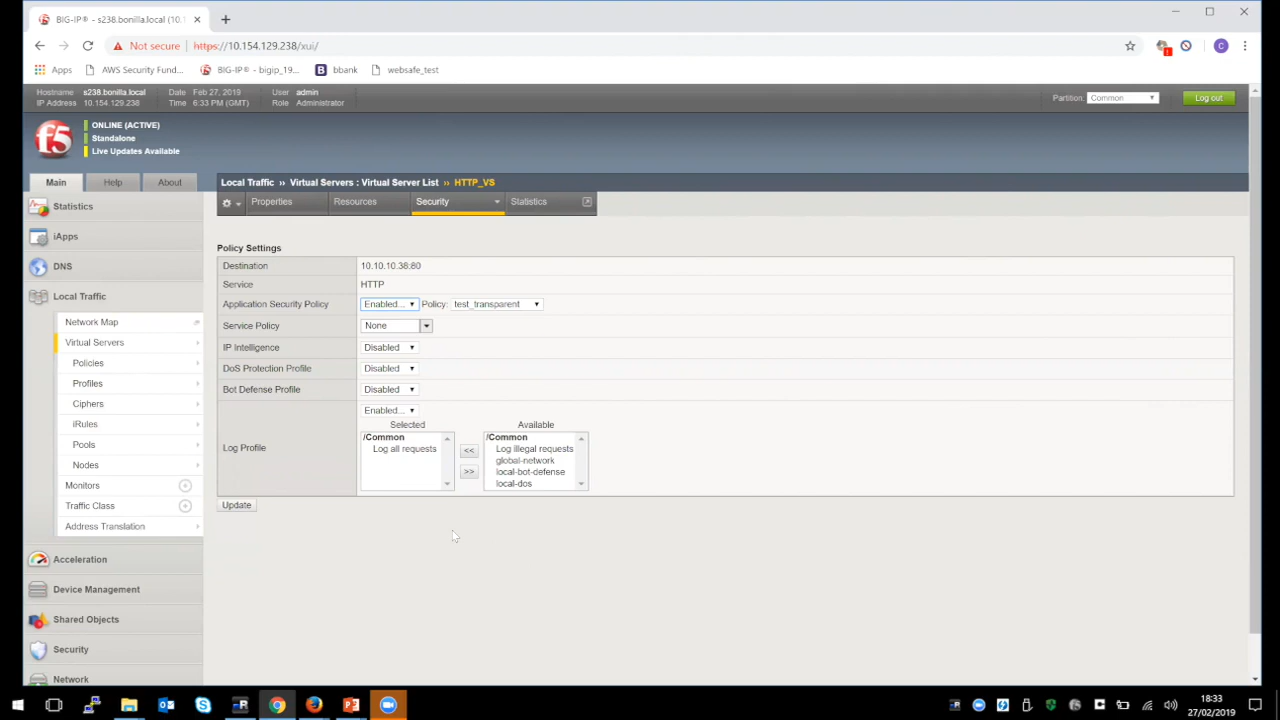 BIG-IP® - s238.bonilla.local (10.1
Not secure https://10.154.129.238/xui/
C
Apps AWS Security Fund... BIG-IP® - bigip_19... B bbank websafe_test
Hostname s238.bonilla.local Date Feb 27, 2019 User admin
IP Address 10.154.129.238 Time 6:33 PM (GMT) Role Administrator
Partition: Common Log out
f5
ONLINE (ACTIVE)
Standalone
Live Updates Available
Main Help About
Local Traffic ›› Virtual Servers : Virtual Server List ›› HTTP_VS
Properties Resources Security Statistics
Statistics
iApps
DNS
Local Traffic
Network Map
Virtual Servers
Policies
Profiles
Ciphers
iRules
Pools
Nodes
Monitors
Traffic Class
Address Translation
Acceleration
Device Management
Shared Objects
Security
Network
Policy Settings
Destination 10.10.10.38:80
Service HTTP
Application Security Policy Enabled... Policy: test_transparent
Service Policy None
IP Intelligence Disabled
DoS Protection Profile Disabled
Bot Defense Profile Disabled
Log Profile Enabled...
Selected Available
/Common /Common
Log all requests << Log illegal requests
global-network
>> local-bot-defense
local-dos
Update
18:33
27/02/2019